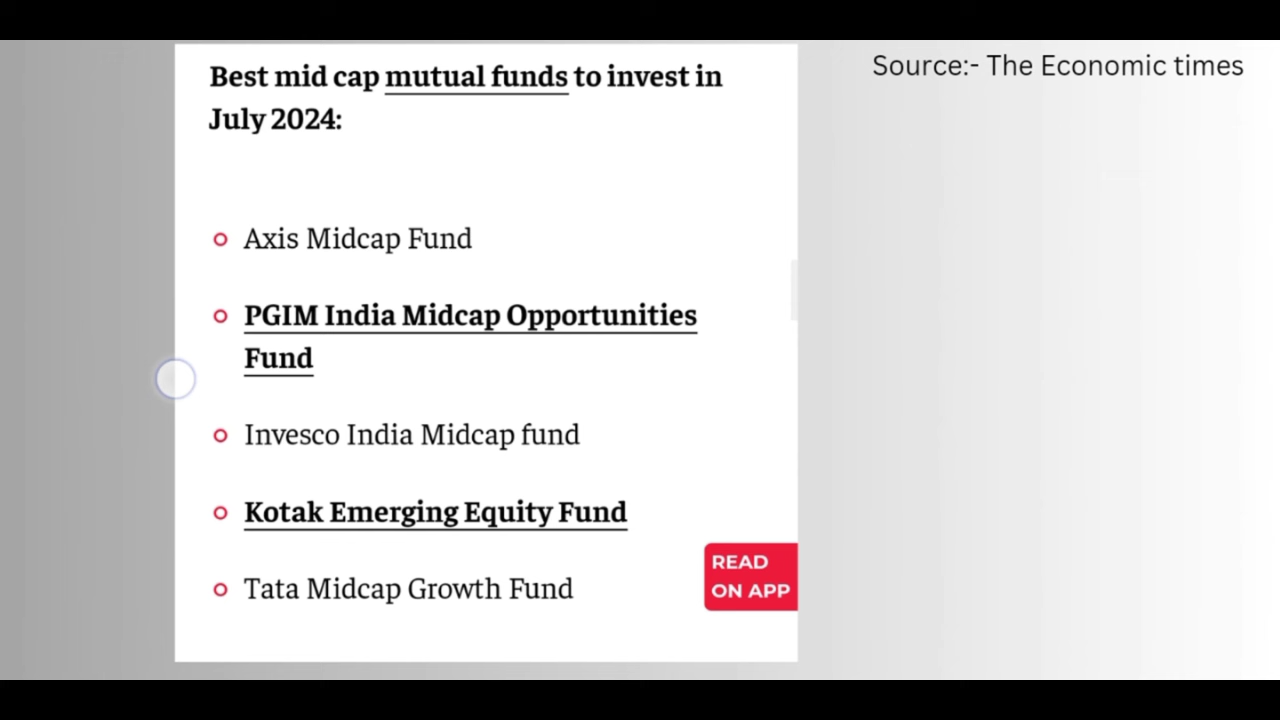 Source:- The Economic times
Best mid cap mutual funds to invest in
July 2024:
Axis Midcap Fund
PGIM India Midcap Opportunities
Fund
Invesco India Midcap fund
Kotak Emerging Equity Fund
Tata Midcap Growth Fund
READ
ON APP